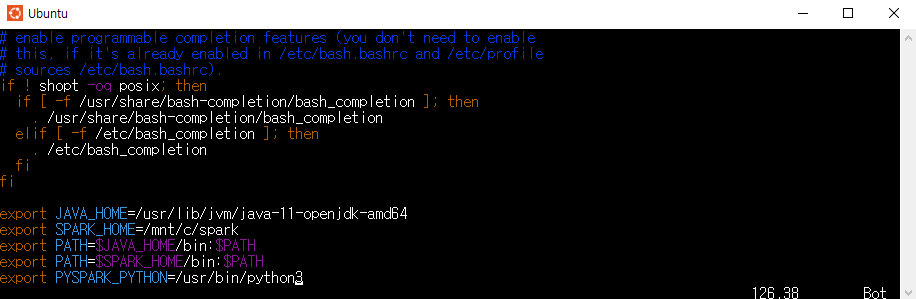 Ubuntu
# enable programmable completion features (you don't need to enable
# this, if it's already enabled in /etc/bash.bashrc and /etc/profile
# sources /etc/bash.bashrc).
if ! shopt -oq posix; then
  if [ -f /usr/share/bash-completion/bash_completion ]; then
    . /usr/share/bash-completion/bash_completion
  elif [ -f /etc/bash_completion ]; then
    . /etc/bash_completion
  fi
fi
export JAVA_HOME=/usr/lib/jvm/java-11-openjdk-amd64
export SPARK_HOME=/mnt/c/spark
export PATH=$JAVA_HOME/bin:$PATH
export PATH=$SPARK_HOME/bin:$PATH
export PYSPARK_PYTHON=/usr/bin/python3
126,38 Bot